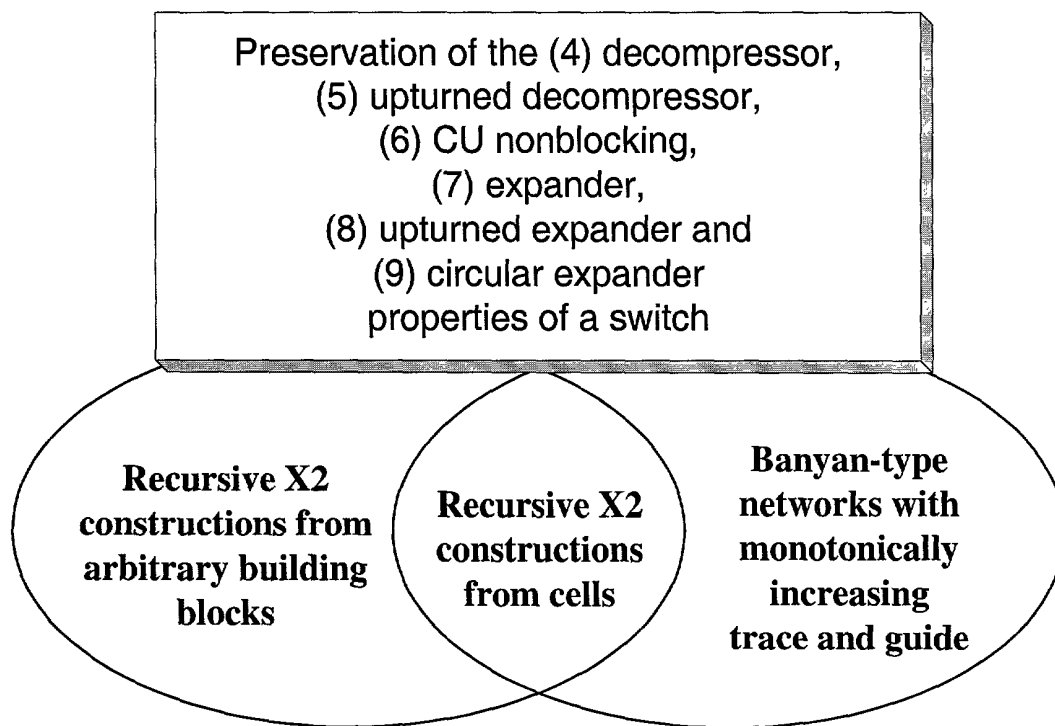 Preservation of the (4) decompressor,
(5) upturned decompressor,
(6) CU nonblocking,
(7) expander,
(8) upturned expander and
(9) circular expander
properties of a switch
Recursive X2
constructions from
arbitrary building
blocks
Recursive X2
constructions
from cells
Banyan-type
networks with
monotonically
increasing
trace and guide